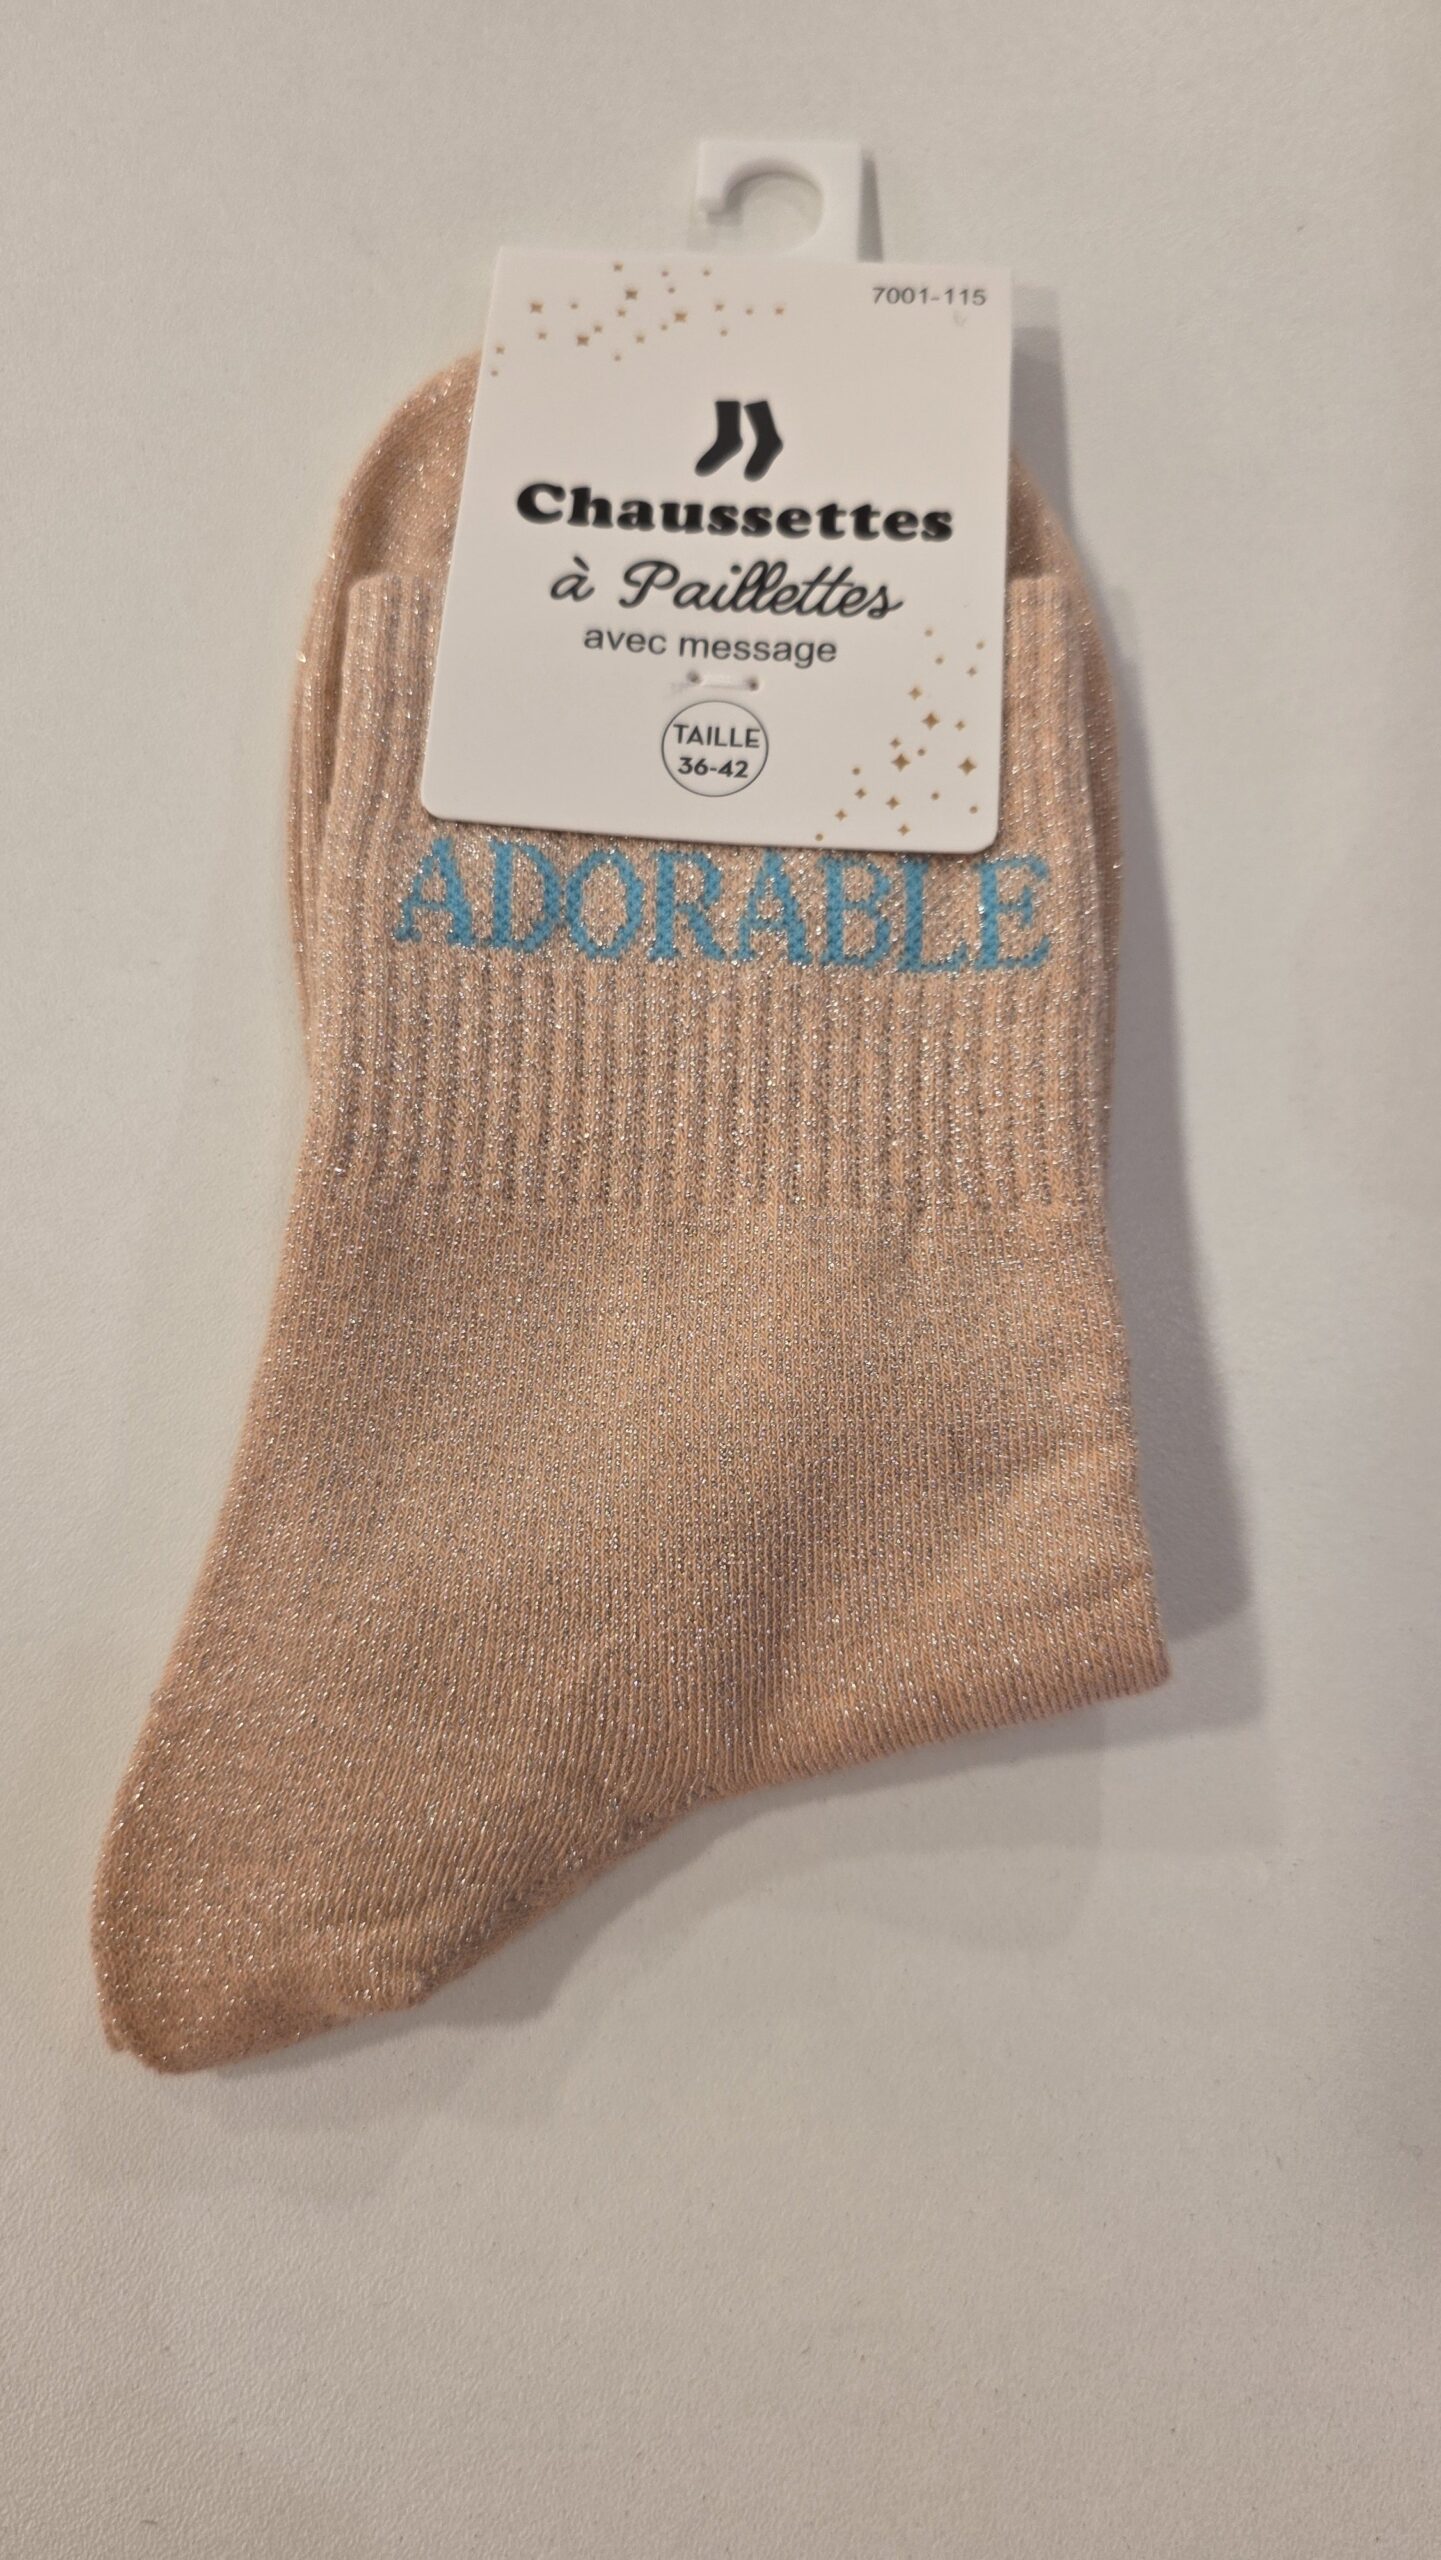 7001-115
Chaussettes
à Paillettes
avec message
TAILLE
36-42
ADORABLE